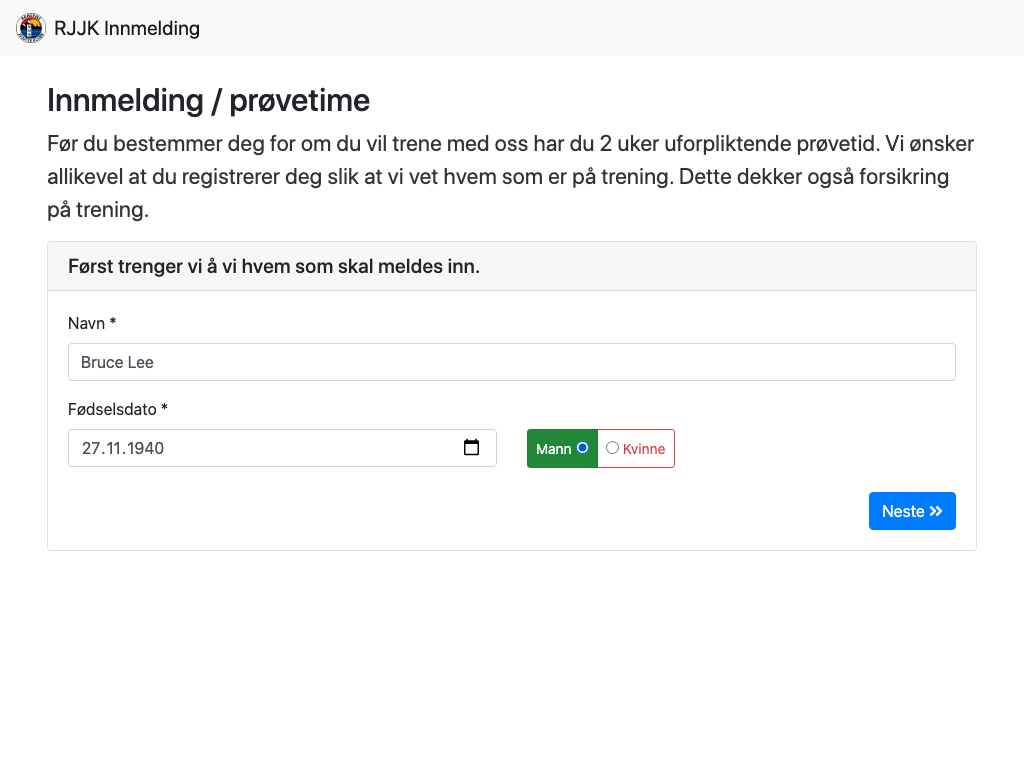 RJJK Innmelding
Innmelding / prøvetime
Før du bestemmer deg for om du vil trene med oss har du 2 uker uforpliktende prøvetid. Vi ønsker
allikevel at du registrerer deg slik at vi vet hvem som er på trening. Dette dekker også forsikring
på trening.
Først trenger vi å vi hvem som skal meldes inn.
Navn *
Bruce Lee
Fødselsdato *
27.11.1940
Mann
Kvinne
Neste